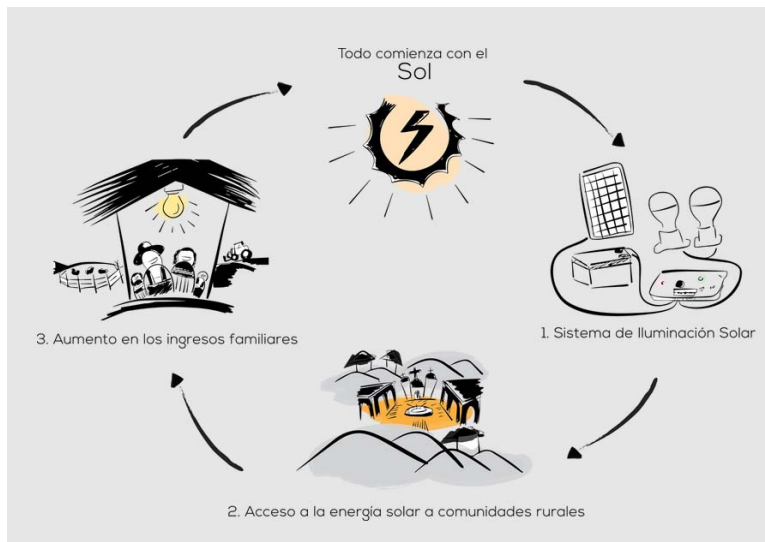 Todo comienza con el
Sol
1. Sistema de Iluminación Solar
2. Acceso a la energía solar a comunidades rurales
3. Aumento en los ingresos familiares